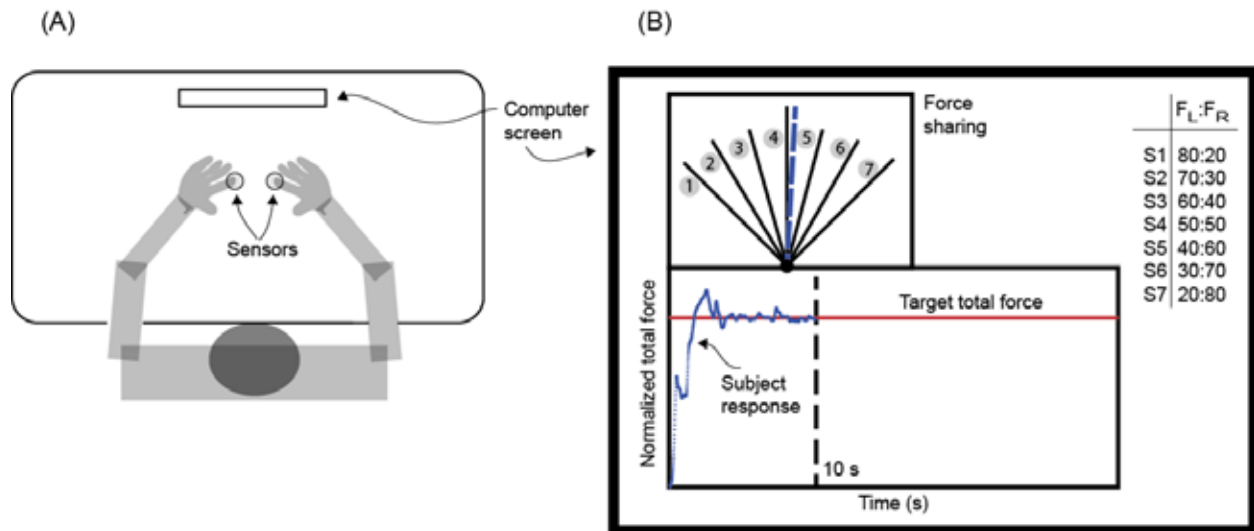 (A)
Computer
screen
Sensors
(B)
Force
sharing
1
2
3
4
5
6
7
F_L:F_R
S1 80:20
S2 70:30
S3 60:40
S4 50:50
S5 40:60
S6 30:70
S7 20:80
Normalized total force
Target total force
Subject
response
10 s
Time (s)